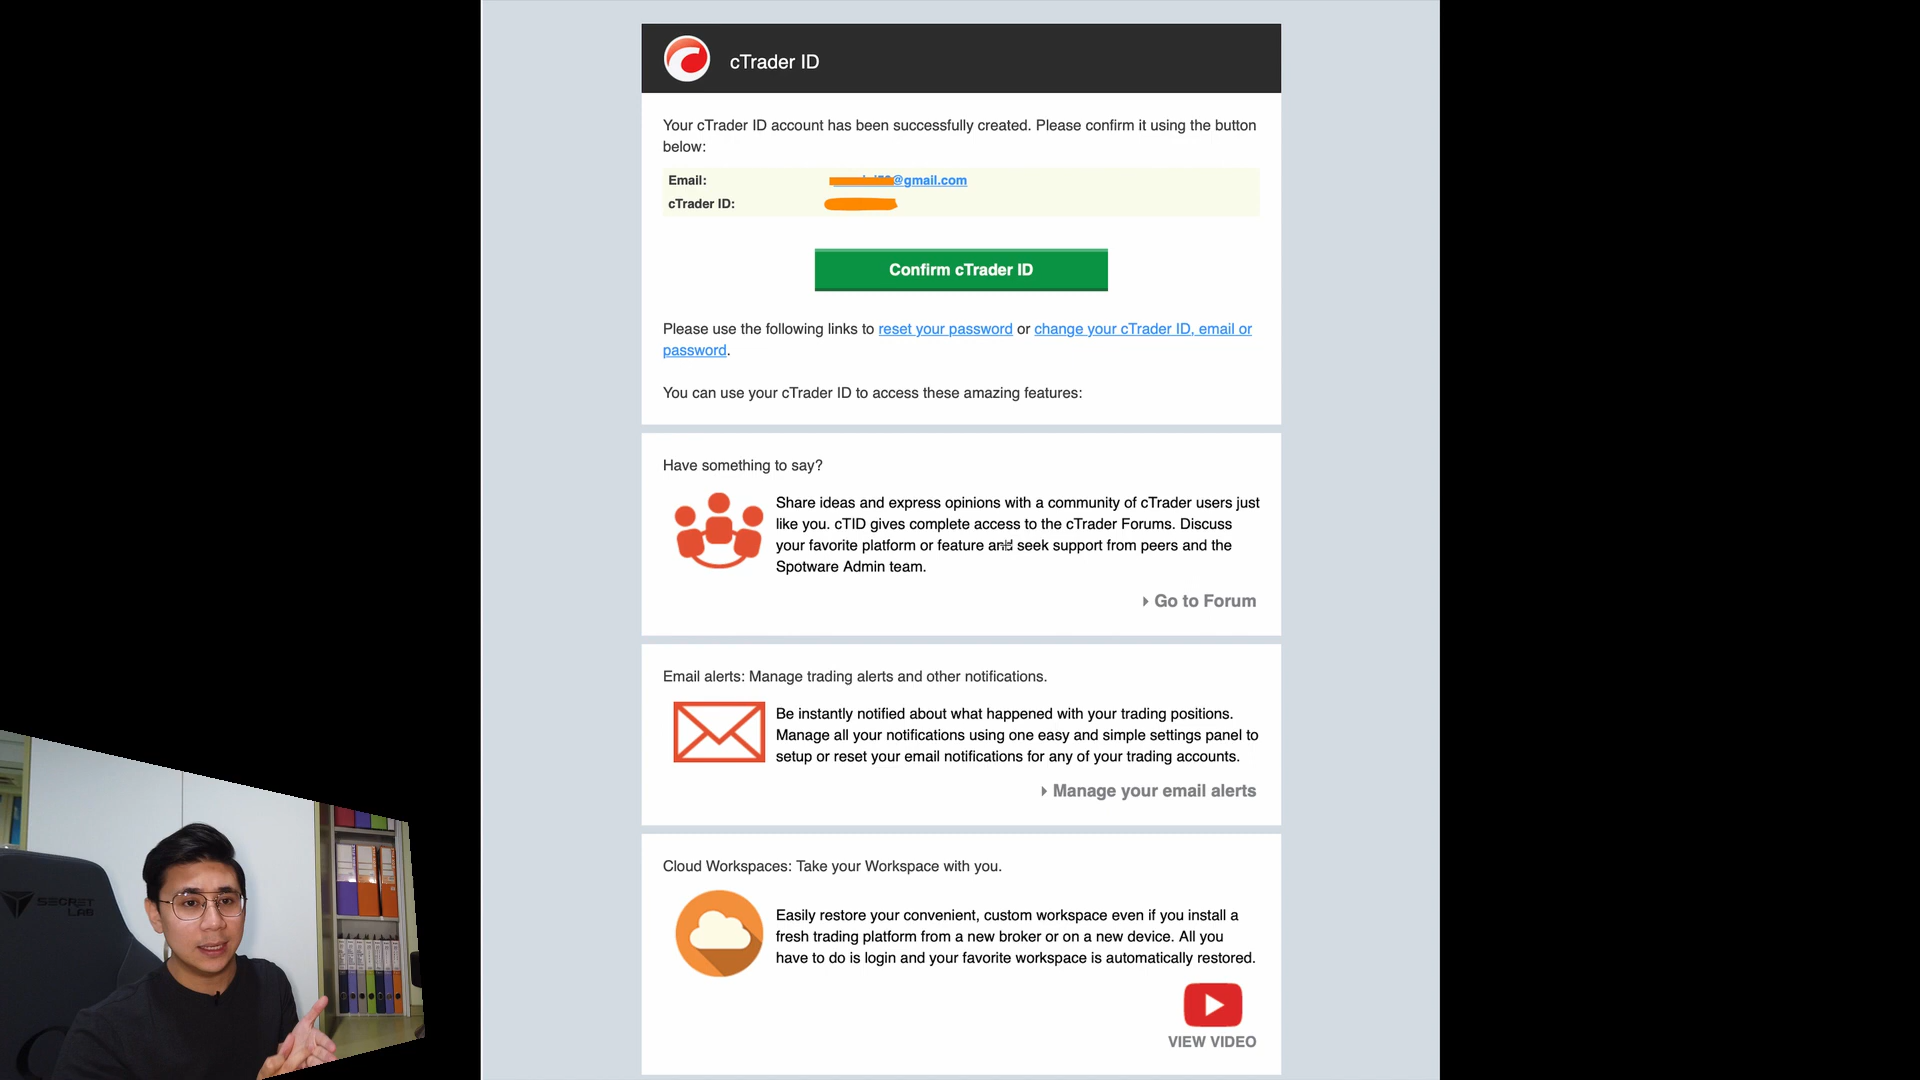 cTrader ID
Your cTrader ID account has been successfully created. Please confirm it using the button
below:
Email: @gmail.com
cTrader ID:
Confirm cTrader ID
Please use the following links to reset your password or change your cTrader ID, email or
password.
You can use your cTrader ID to access these amazing features:
Have something to say?
Share ideas and express opinions with a community of cTrader users just
like you. cTID gives complete access to the cTrader Forums. Discuss
your favorite platform or feature and seek support from peers and the
Spotware Admin team.
Go to Forum
Email alerts: Manage trading alerts and other notifications.
Be instantly notified about what happened with your trading positions.
Manage all your notifications using one easy and simple settings panel to
setup or reset your email notifications for any of your trading accounts.
Manage your email alerts
Cloud Workspaces: Take your Workspace with you.
Easily restore your convenient, custom workspace even if you install a
fresh trading platform from a new broker or on a new device. All you
have to do is login and your favorite workspace is automatically restored.
VIEW VIDEO
SECRET
LAB